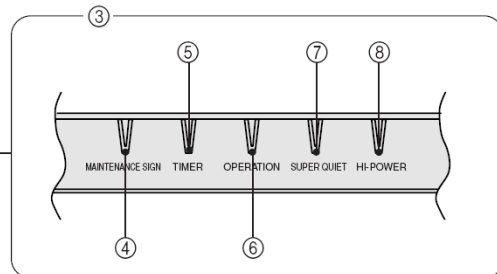 ③
⑤ ⑦ ⑧
MAINTENANCE SIGN TIMER OPERATION SUPER QUIET HI-POWER
④ ⑥